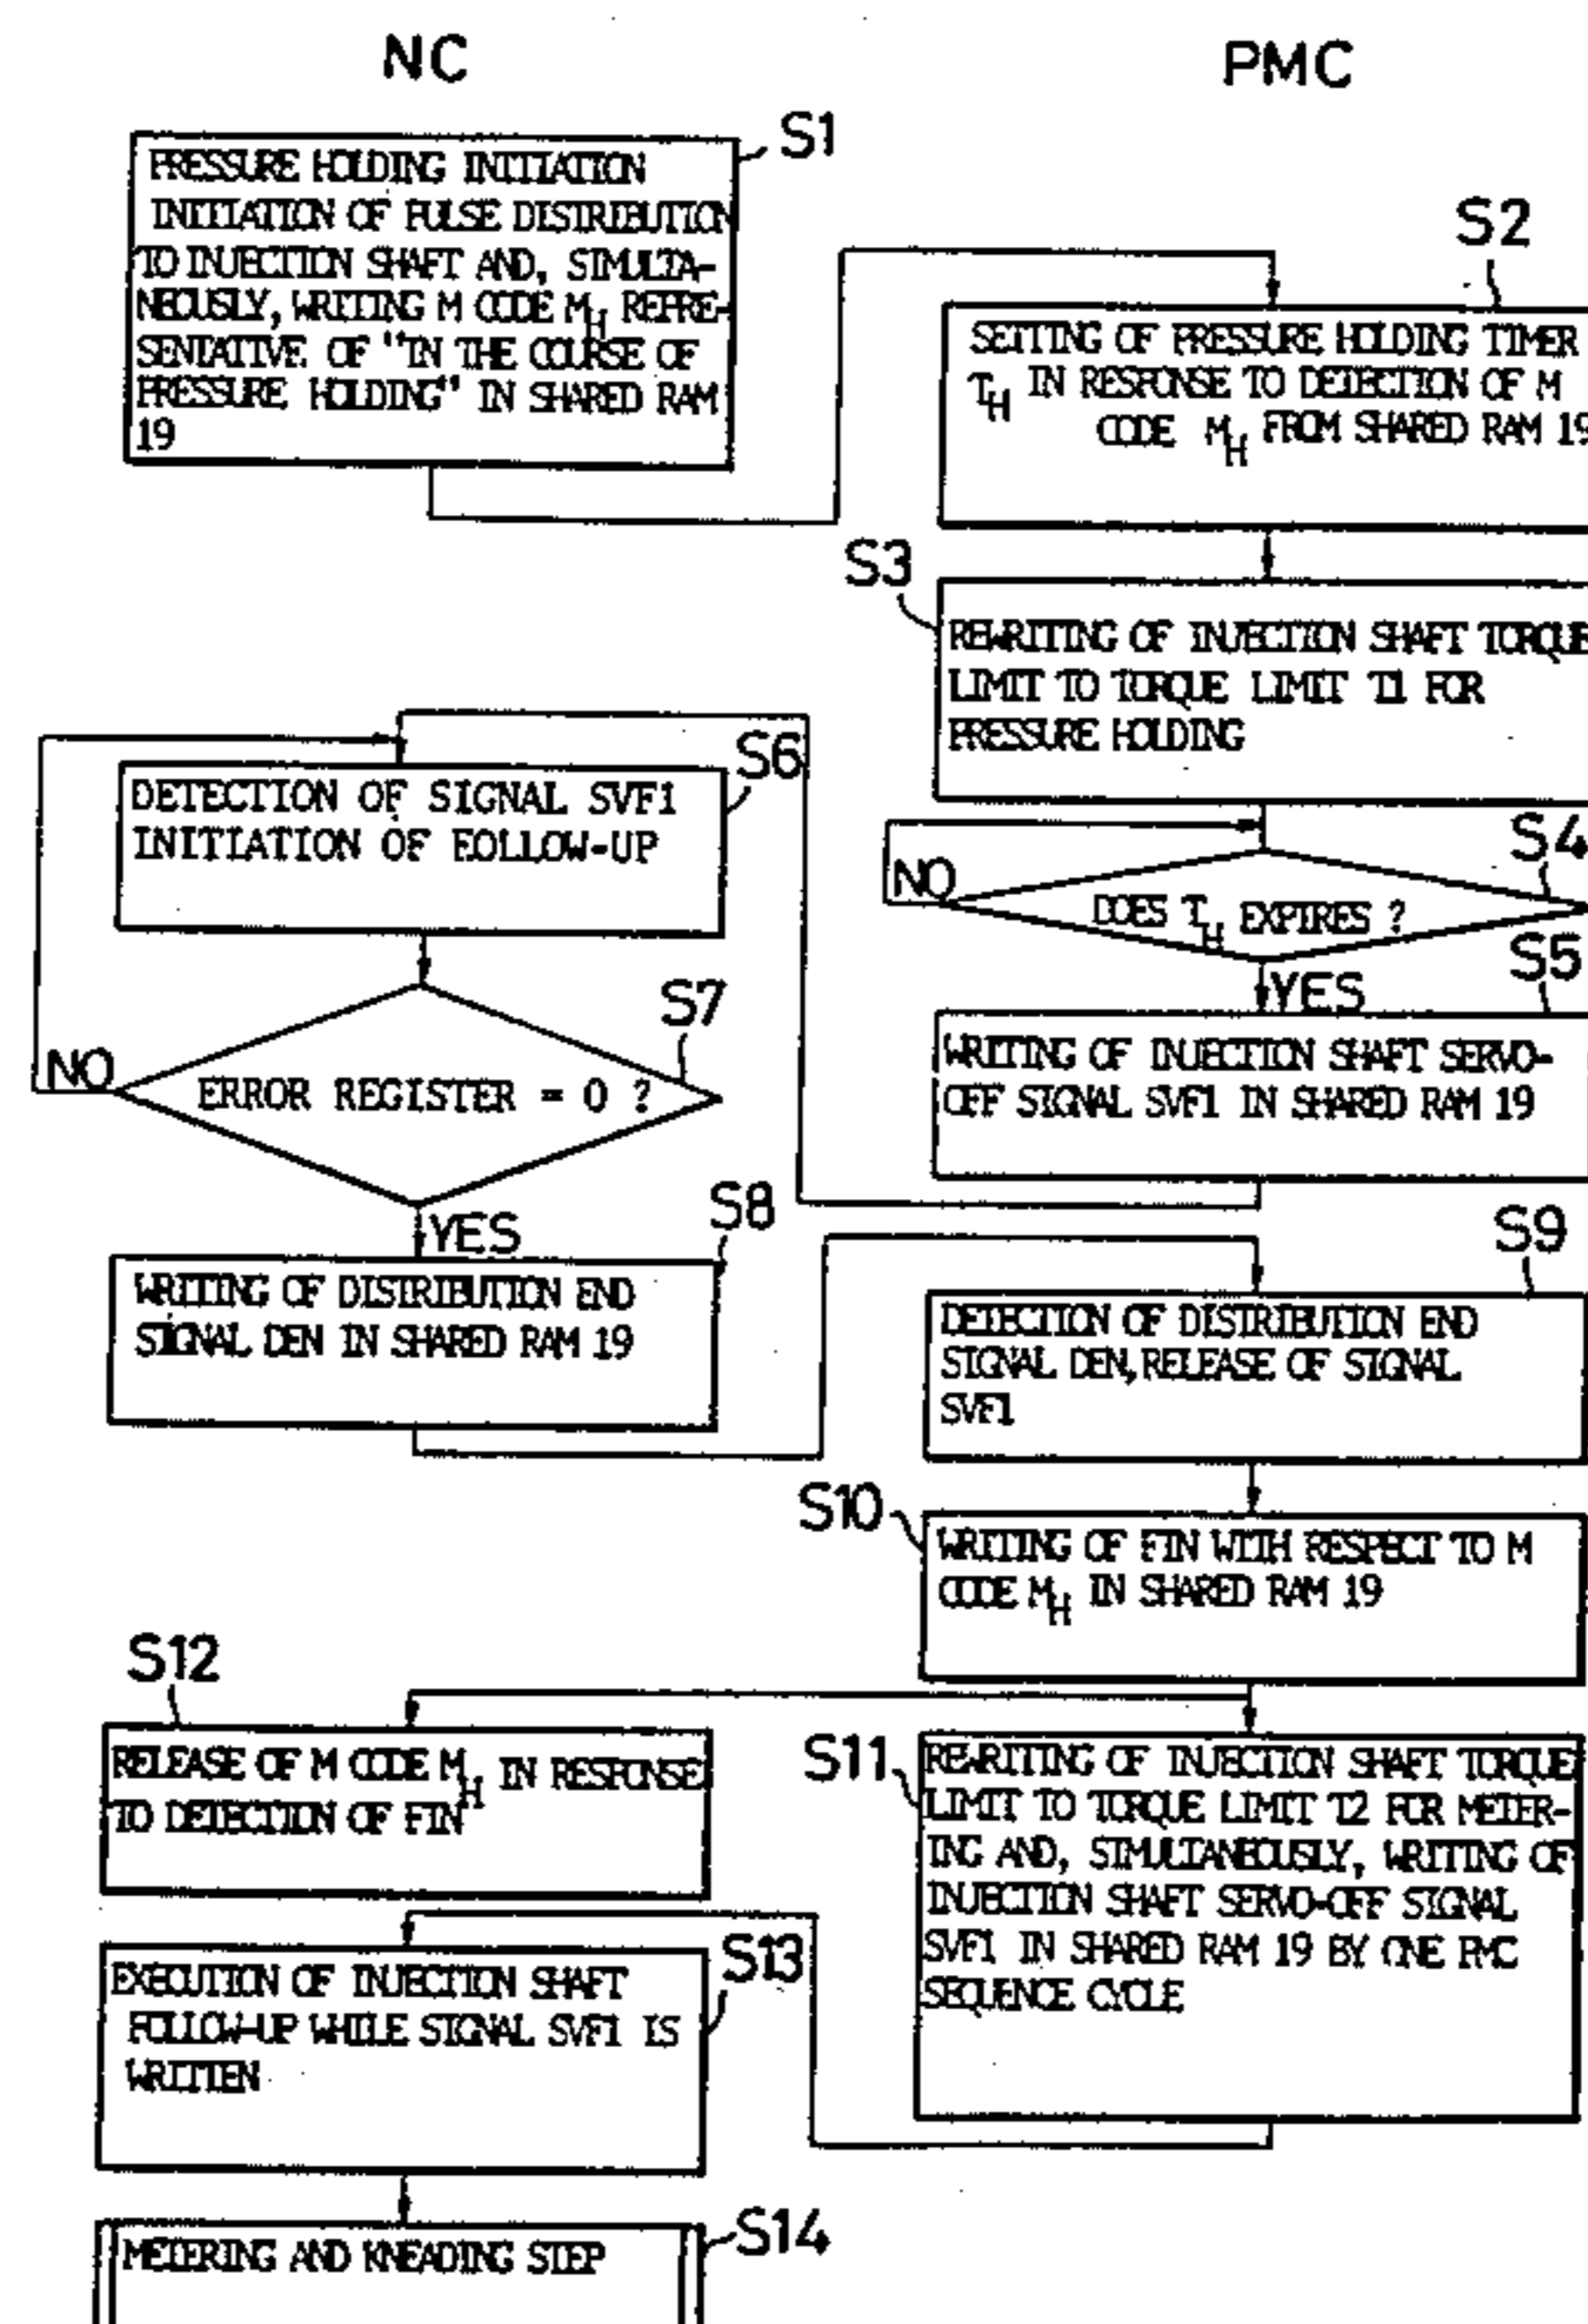 NC
PMC
S1
PRESSURE HOLDING INITIATION
INITIATION OF PULSE DISTRIBUTION
TO INJECTION SHAFT AND, SIMULTA-
NEOUSLY, WRITING M CODE MH REPRE-
SENTATIVE OF "IN THE COURSE OF
PRESSURE HOLDING" IN SHARED RAM
19
S2
SETTING OF PRESSURE HOLDING TIMER
TH IN RESPONSE TO DETECTION OF M
CODE MH FROM SHARED RAM 19
S3
REWRITING OF INJECTION SHAFT TORQUE
LIMIT TO TORQUE LIMIT T1 FOR
PRESSURE HOLDING
S4
NO
DOES TH EXPIRES ?
YES
S5
WRITING OF INJECTION SHAFT SERVO-
OFF SIGNAL SVF1 IN SHARED RAM 19
S6
DETECTION OF SIGNAL SVF1
INITIATION OF FOLLOW-UP
S7
NO
ERROR REGISTER = 0 ?
YES
S8
WRITING OF DISTRIBUTION END
SIGNAL DEN IN SHARED RAM 19
S9
DETECTION OF DISTRIBUTION END
SIGNAL DEN, RELEASE OF SIGNAL
SVF1
S10
WRITING OF FIN WITH RESPECT TO M
CODE MH IN SHARED RAM 19
S12
RELEASE OF M CODE MH IN RESPONSE
TO DETECTION OF FIN
S11
REWRITING OF INJECTION SHAFT TORQUE
LIMIT TO TORQUE LIMIT T2 FOR METER-
ING AND, SIMULTANEOUSLY, WRITING OF
INJECTION SHAFT SERVO-OFF SIGNAL
SVF1 IN SHARED RAM 19 BY ONE PMC
SEQUENCE CYCLE
S13
EXECUTION OF INJECTION SHAFT
FOLLOW-UP WHILE SIGNAL SVF1 IS
WRITTEN
S14
METERING AND KNEADING STEP